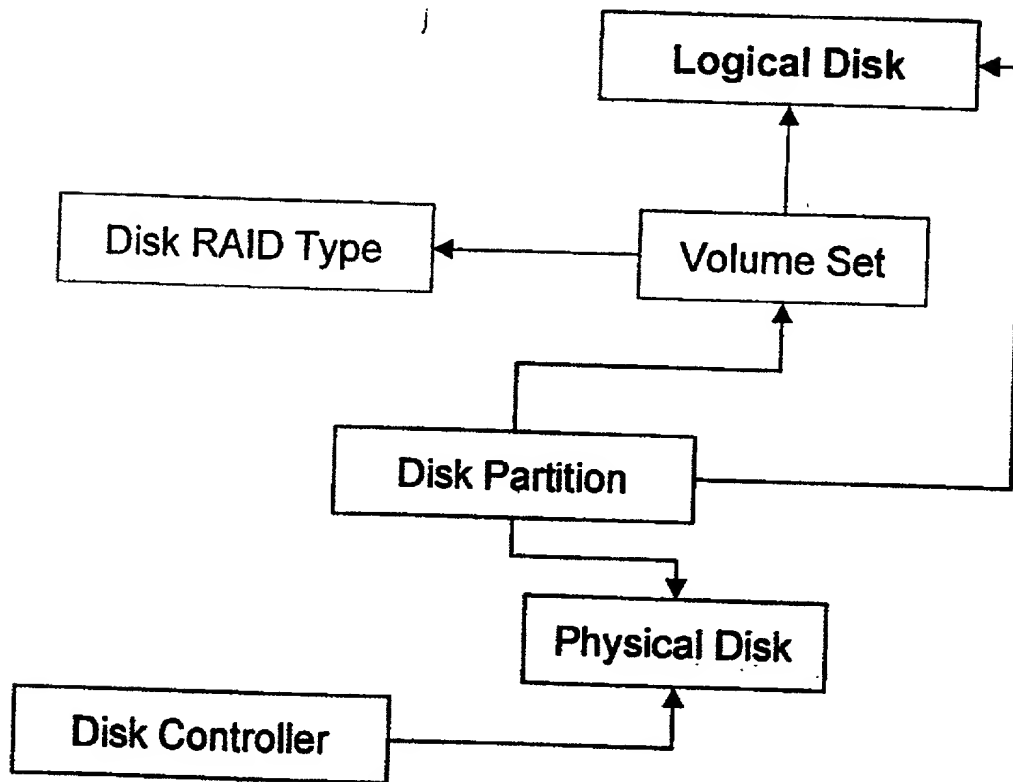 Logical Disk
Disk RAID Type
Volume Set
Disk Partition
Physical Disk
Disk Controller